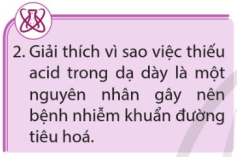 2. Giải thích vì sao việc thiếu
acid trong dạ dày là một
nguyên nhân gây nên
bệnh nhiễm khuẩn đường
tiêu hoá.